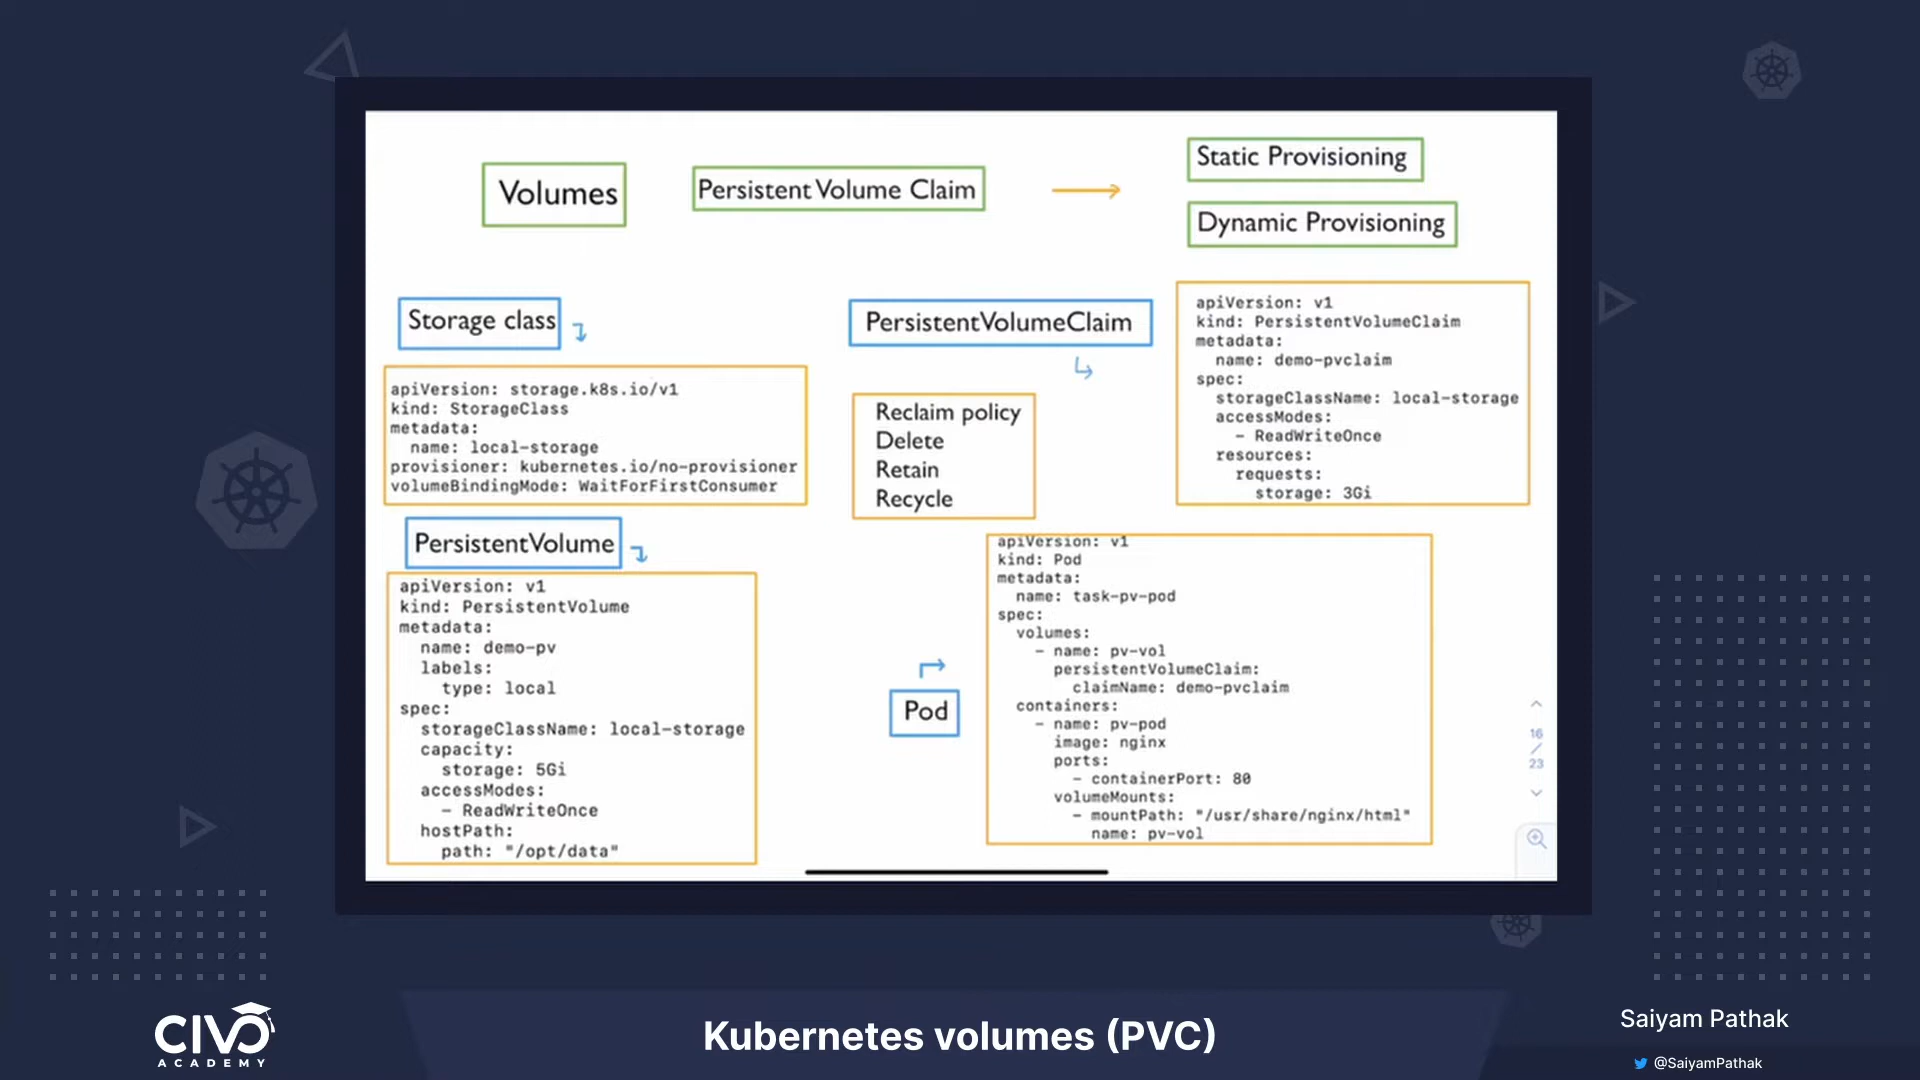 Volumes
Persistent Volume Claim
Static Provisioning
Dynamic Provisioning
Storage class
apiVersion: storage.k8s.io/v1
kind: StorageClass
metadata:
  name: local-storage
provisioner: kubernetes.io/no-provisioner
volumeBindingMode: WaitForFirstConsumer
PersistentVolume
apiVersion: v1
kind: PersistentVolume
metadata:
  name: demo-pv
  labels:
    type: local
spec:
  storageClassName: local-storage
  capacity:
    storage: 5Gi
  accessModes:
    - ReadWriteOnce
  hostPath:
    path: "/opt/data"
PersistentVolumeClaim
Reclaim policy
Delete
Retain
Recycle
apiVersion: v1
kind: PersistentVolumeClaim
metadata:
  name: demo-pvclaim
spec:
  storageClassName: local-storage
  accessModes:
    - ReadWriteOnce
  resources:
    requests:
      storage: 3Gi
Pod
apiVersion: v1
kind: Pod
metadata:
  name: task-pv-pod
spec:
  volumes:
    - name: pv-vol
      persistentVolumeClaim:
        claimName: demo-pvclaim
  containers:
    - name: pv-pod
      image: nginx
      ports:
        - containerPort: 80
      volumeMounts:
        - mountPath: "/usr/share/nginx/html"
          name: pv-vol
16
/
23
CIVO
ACADEMY
Kubernetes volumes (PVC)
Saiyam Pathak
@SaiyamPathak